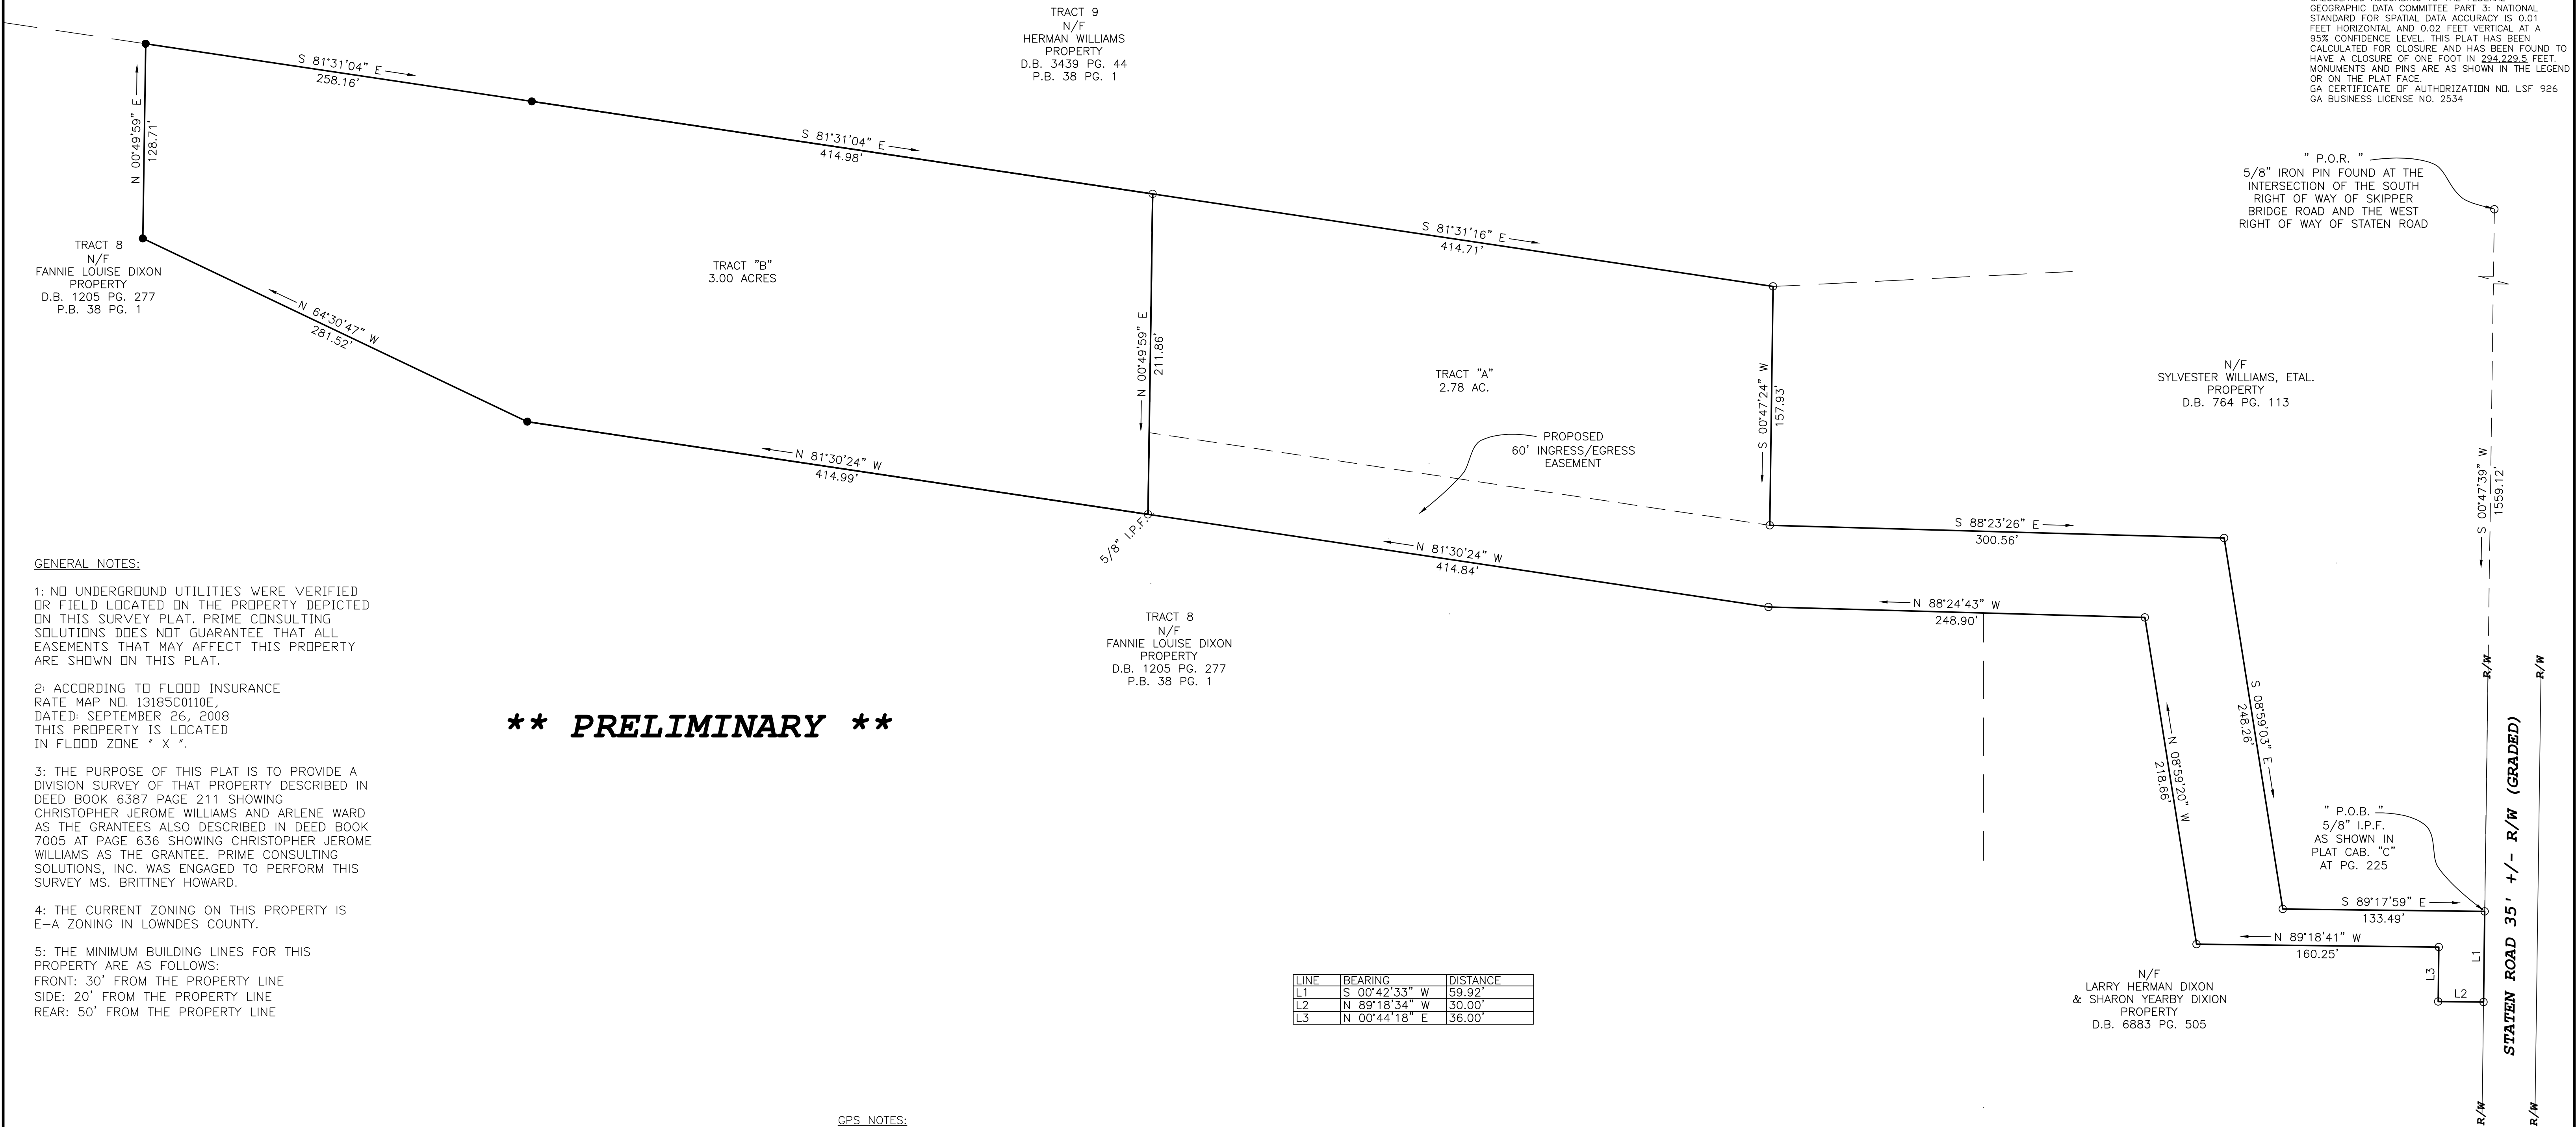 TRACT 9
N/F
HERMAN WILLIAMS
PROPERTY
D.B. 3439 PG. 44
P.B. 38 PG. 1
GEOGRAPHIC DATA COMMITTEE PART 3: NATIONAL
STANDARD FOR SPATIAL DATA ACCURACY IS 0.01
FEET HORIZONTAL AND 0.02 FEET VERTICAL AT A
95% CONFIDENCE LEVEL. THIS PLAT HAS BEEN
CALCULATED FOR CLOSURE AND HAS BEEN FOUND TO
HAVE A CLOSURE OF ONE FOOT IN 294,229.5 FEET.
MONUMENTS AND PINS ARE AS SHOWN IN THE LEGEND
OR ON THE PLAT FACE.
GA CERTIFICATE OF AUTHORIZATION NO. LSF 926
GA BUSINESS LICENSE NO. 2534
S 81°31'04" E
258.16'
N 00°49'59" E
128.71'
S 81°31'04" E
414.98'
" P.O.R. "
5/8" IRON PIN FOUND AT THE
INTERSECTION OF THE SOUTH
RIGHT OF WAY OF SKIPPER
BRIDGE ROAD AND THE WEST
RIGHT OF WAY OF STATEN ROAD
S 81°31'16" E
414.71'
TRACT 8
N/F
FANNIE LOUISE DIXON
PROPERTY
D.B. 1205 PG. 277
P.B. 38 PG. 1
TRACT "B"
3.00 ACRES
N 64°30'47" W
281.52'
N 00°49'59" E
211.86'
TRACT "A"
2.78 AC.
S 00°47'24" W
157.93'
N/F
SYLVESTER WILLIAMS, ETAL.
PROPERTY
D.B. 764 PG. 113
PROPOSED
60' INGRESS/EGRESS
EASEMENT
N 81°30'24" W
414.99'
S 00°47'39" W
1559.12'
5/8" I.P.F.
N 81°30'24" W
414.84'
S 88°23'26" E
300.56'
N 88°24'43" W
248.90'
GENERAL NOTES:
1: NO UNDERGROUND UTILITIES WERE VERIFIED
OR FIELD LOCATED ON THE PROPERTY DEPICTED
ON THIS SURVEY PLAT. PRIME CONSULTING
SOLUTIONS DOES NOT GUARANTEE THAT ALL
EASEMENTS THAT MAY AFFECT THIS PROPERTY
ARE SHOWN ON THIS PLAT.
2: ACCORDING TO FLOOD INSURANCE
RATE MAP NO. 13185C0110E,
DATED: SEPTEMBER 26, 2008
THIS PROPERTY IS LOCATED
IN FLOOD ZONE " X ".
3: THE PURPOSE OF THIS PLAT IS TO PROVIDE A
DIVISION SURVEY OF THAT PROPERTY DESCRIBED IN
DEED BOOK 6387 PAGE 211 SHOWING
CHRISTOPHER JEROME WILLIAMS AND ARLENE WARD
AS THE GRANTEES ALSO DESCRIBED IN DEED BOOK
7005 AT PAGE 636 SHOWING CHRISTOPHER JEROME
WILLIAMS AS THE GRANTEE. PRIME CONSULTING
SOLUTIONS, INC. WAS ENGAGED TO PERFORM THIS
SURVEY MS. BRITTNEY HOWARD.
4: THE CURRENT ZONING ON THIS PROPERTY IS
E-A ZONING IN LOWNDES COUNTY.
5: THE MINIMUM BUILDING LINES FOR THIS
PROPERTY ARE AS FOLLOWS:
FRONT: 30' FROM THE PROPERTY LINE
SIDE: 20' FROM THE PROPERTY LINE
REAR: 50' FROM THE PROPERTY LINE
** PRELIMINARY **
TRACT 8
N/F
FANNIE LOUISE DIXON
PROPERTY
D.B. 1205 PG. 277
P.B. 38 PG. 1
R/W
R/W
S 08°59'03" E
248.26'
N 08°59'20" W
218.66'
STATEN ROAD 35' +/- R/W (GRADED)
" P.O.B. "
5/8" I.P.F.
AS SHOWN IN
PLAT CAB. "C"
AT PG. 225
S 89°17'59" E
133.49'
N 89°18'41" W
160.25'
L1
L3
L2
N/F
LARRY HERMAN DIXON
& SHARON YEARBY DIXION
PROPERTY
D.B. 6883 PG. 505
LINE BEARING DISTANCE
L1 S 00°42'33" W 59.92'
L2 N 89°18'34" W 30.00'
L3 N 00°44'18" E 36.00'
R/W
R/W
GPS NOTES: